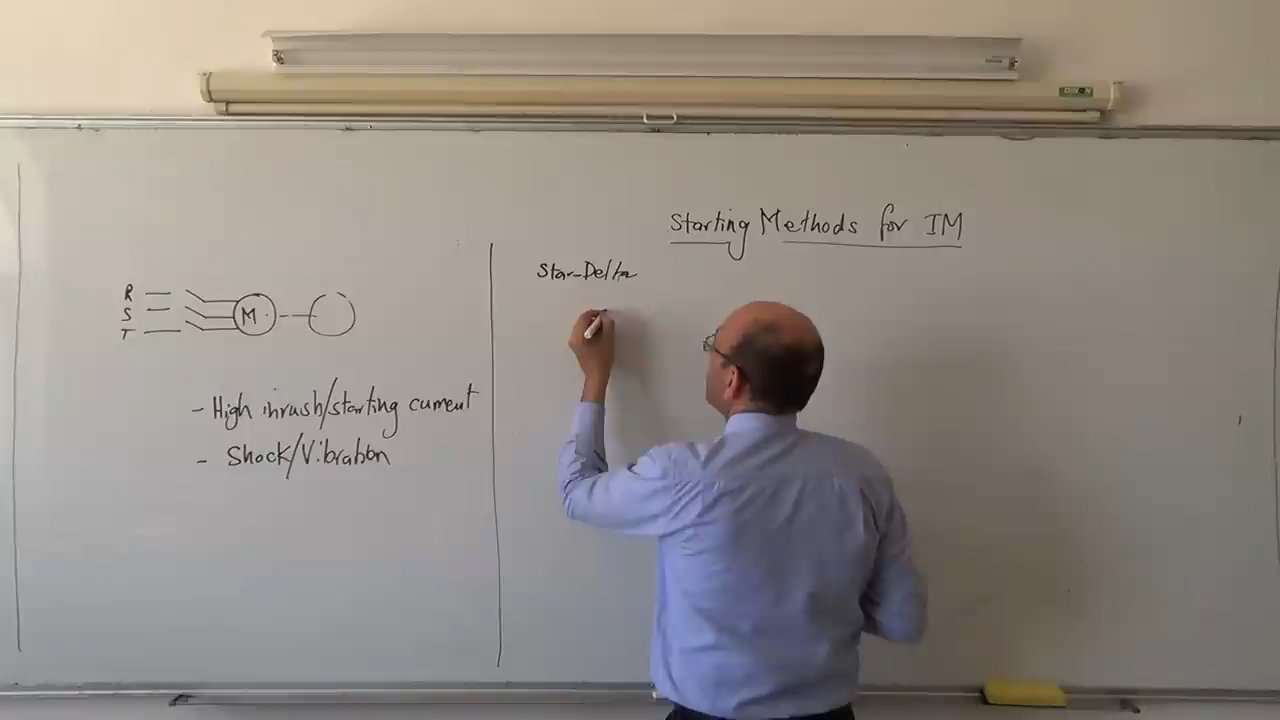 Starting Methods for IM
Star-Delta
R
S
T
M
- High inrush/starting current
- Shock/Vibration